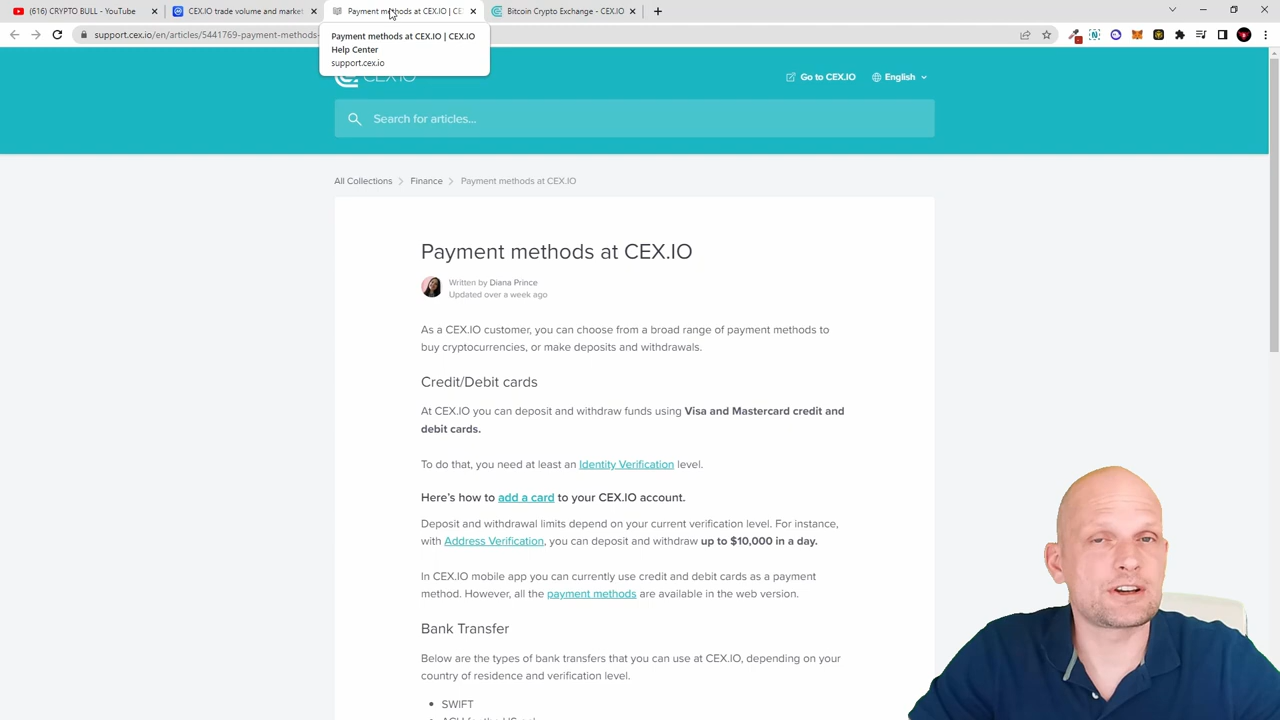 (616) CRYPTO BULL - YouTube
CEX.IO trade volume and market
Payment methods at CEX.IO | CE
Bitcoin Crypto Exchange - CEX.IO
support.cex.io/en/articles/5441769-payment-methods-
Payment methods at CEX.IO | CEX.IO
Help Center
support.cex.io
CEX.IO
Go to CEX.IO
English
Search for articles...
All Collections
Finance
Payment methods at CEX.IO
Payment methods at CEX.IO
Written by Diana Prince
Updated over a week ago
As a CEX.IO customer, you can choose from a broad range of payment methods to
buy cryptocurrencies, or make deposits and withdrawals.
Credit/Debit cards
At CEX.IO you can deposit and withdraw funds using Visa and Mastercard credit and
debit cards.
To do that, you need at least an Identity Verification level.
Here's how to add a card to your CEX.IO account.
Deposit and withdrawal limits depend on your current verification level. For instance,
with Address Verification, you can deposit and withdraw up to $10,000 in a day.
In CEX.IO mobile app you can currently use credit and debit cards as a payment
method. However, all the payment methods are available in the web version.
Bank Transfer
Below are the types of bank transfers that you can use at CEX.IO, depending on your
country of residence and verification level.
SWIFT